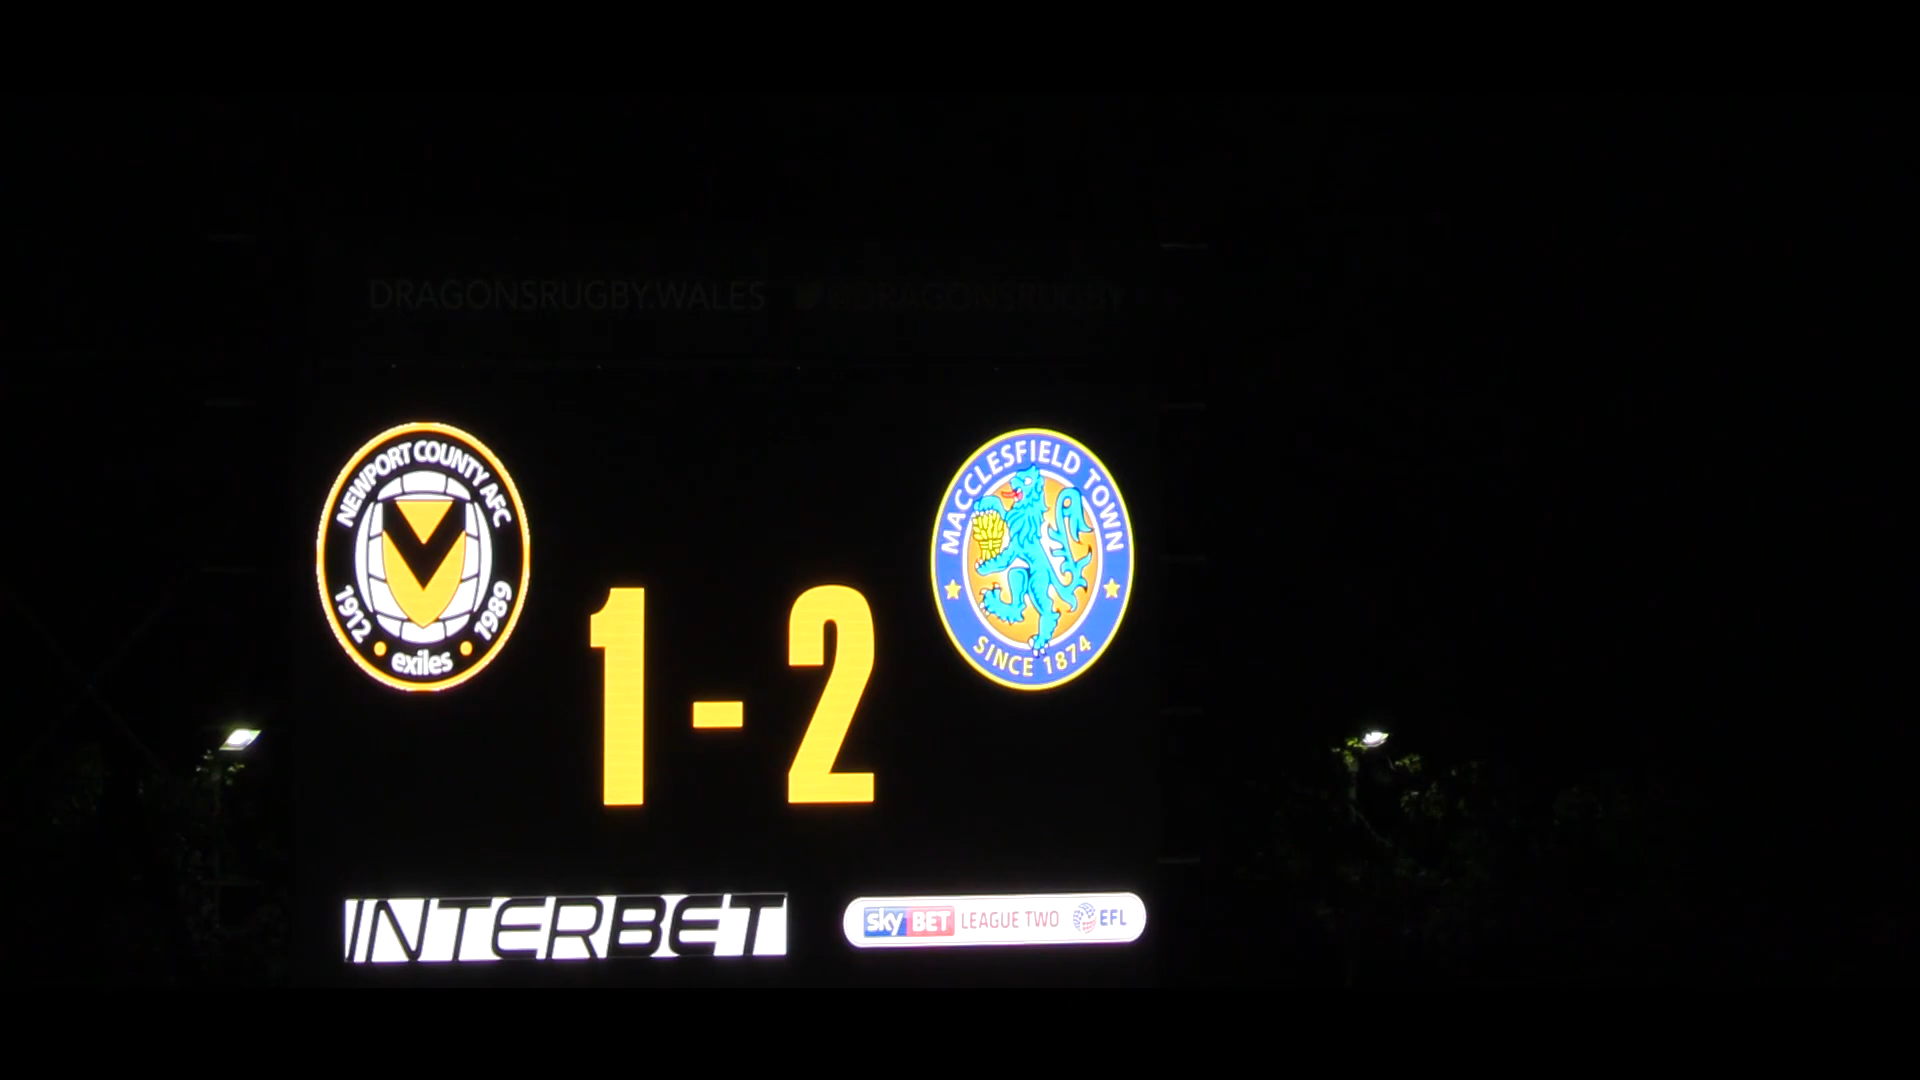 DRAGONSRUGBY.WALES @DRAGONSRUGBY
NEWPORT COUNTY AFC
1912 exiles 1989
MACCLESFIELD TOWN
SINCE 1874
1-2
INTERBET
sky BET LEAGUE TWO EFL